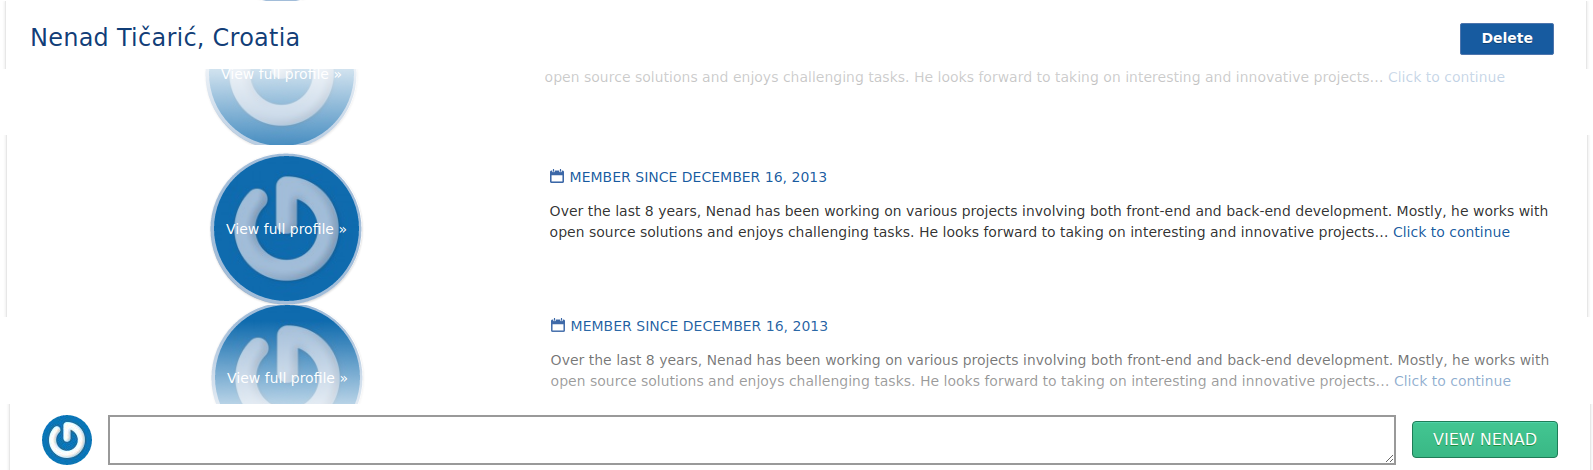 Nenad Tičarić, Croatia
Delete
View full profile »
open source solutions and enjoys challenging tasks. He looks forward to taking on interesting and innovative projects... Click to continue
MEMBER SINCE DECEMBER 16, 2013
Over the last 8 years, Nenad has been working on various projects involving both front-end and back-end development. Mostly, he works with
View full profile »
open source solutions and enjoys challenging tasks. He looks forward to taking on interesting and innovative projects... Click to continue
MEMBER SINCE DECEMBER 16, 2013
Over the last 8 years, Nenad has been working on various projects involving both front-end and back-end development. Mostly, he works with
View full profile »
open source solutions and enjoys challenging tasks. He looks forward to taking on interesting and innovative projects... Click to continue
VIEW NENAD